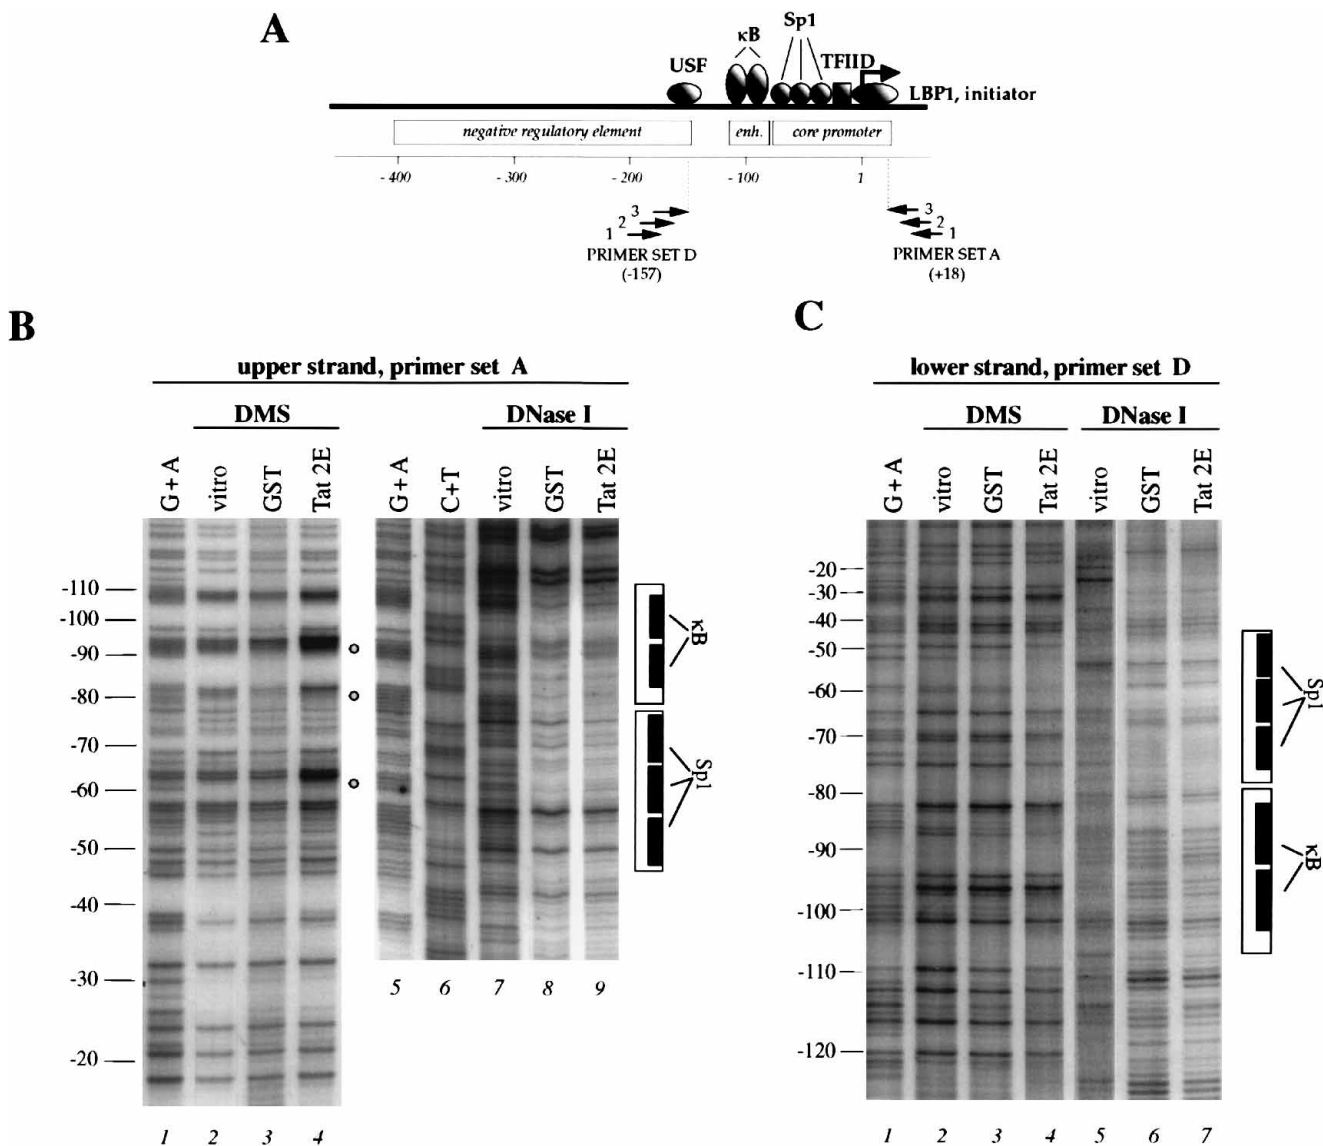 A
Sp1
κB
TFIID
USF
LBP1, initiator
negative regulatory element
enh.
core promoter
- 400
- 300
- 200
- 100
1
3
2
1
PRIMER SET D
(-157)
3
2
1
PRIMER SET A
(+18)
B
upper strand, primer set A
DMS
DNase I
G+A
vitro
GST
Tat 2E
G+A
C+T
vitro
GST
Tat 2E
-110
-100
-90
-80
-70
-60
-50
-40
-30
-20
κB
Sp1
1 2 3 4
5 6 7 8 9
C
lower strand, primer set D
DMS
DNase I
G+A
vitro
GST
Tat 2E
vitro
GST
Tat 2E
-20
-30
-40
-50
-60
-70
-80
-90
-100
-110
-120
Sp1
κB
1 2 3 4 5 6 7